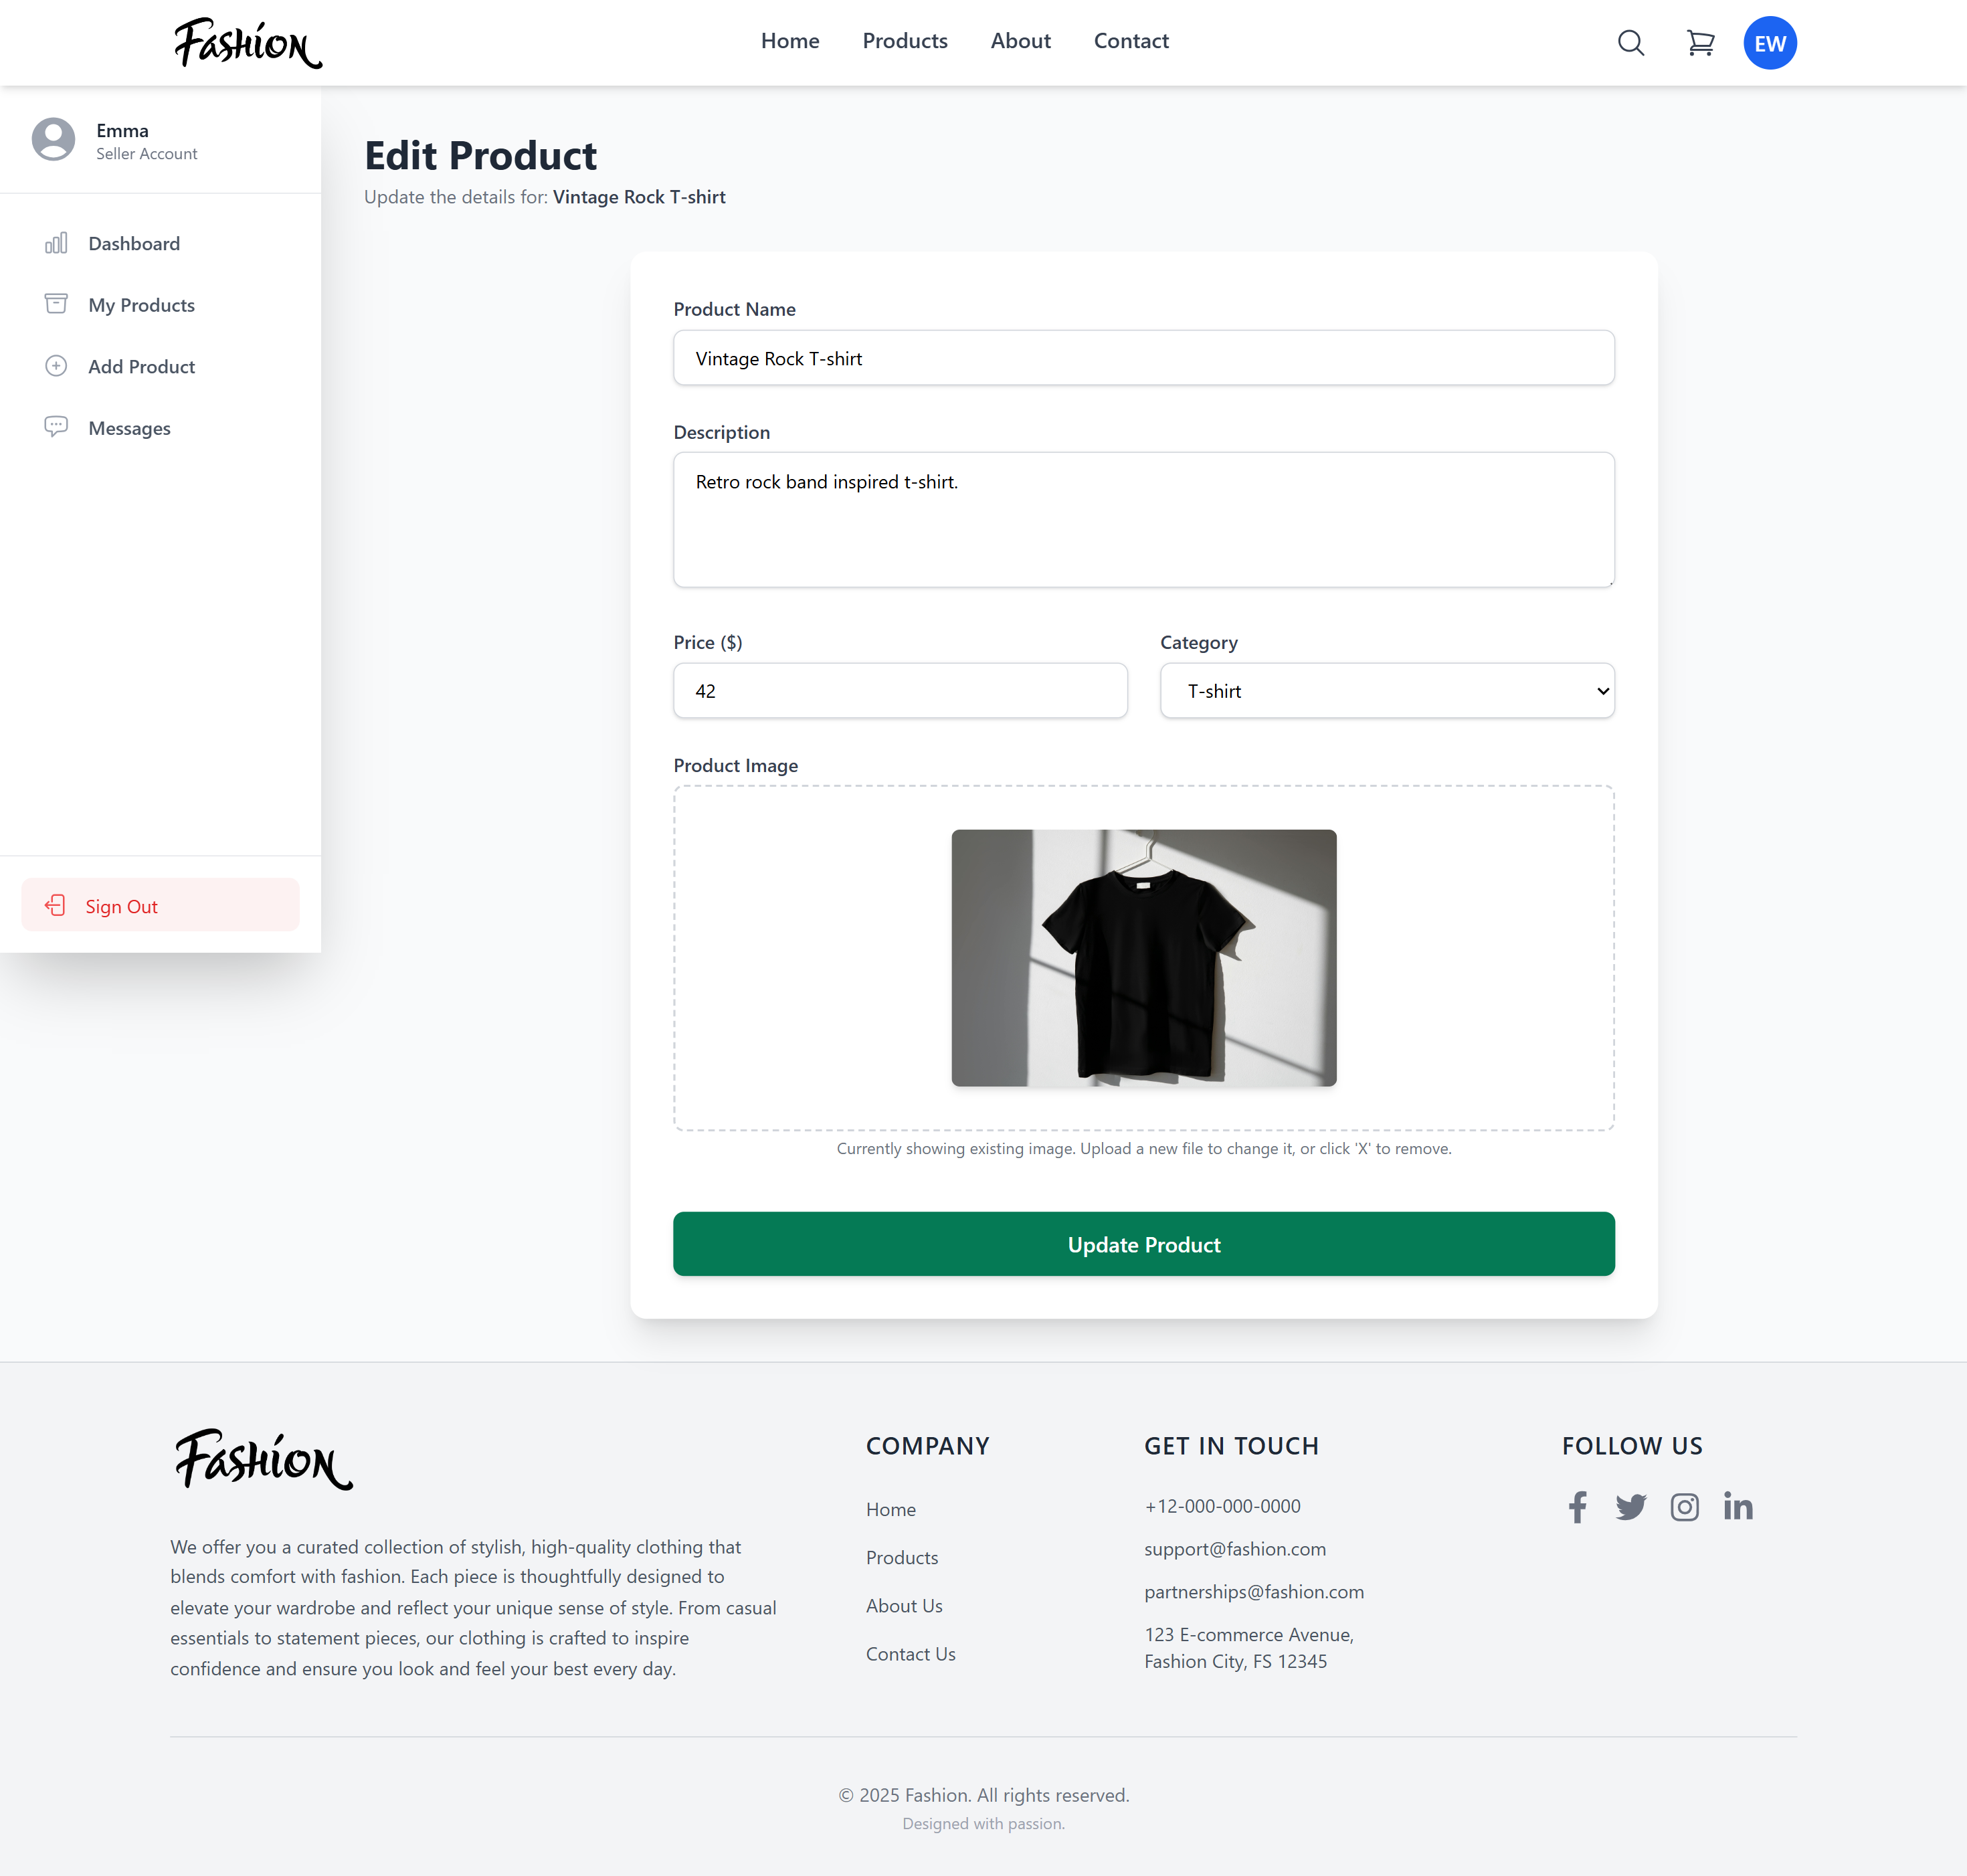 Fashion
Home
Products
About
Contact
EW
Emma
Seller Account
Dashboard
My Products
Add Product
Messages
Sign Out
Edit Product
Update the details for: Vintage Rock T-shirt
Product Name
Vintage Rock T-shirt
Description
Retro rock band inspired t-shirt.
Price ($)
42
Category
T-shirt
Product Image
Currently showing existing image. Upload a new file to change it, or click 'X' to remove.
Update Product
Fashion
We offer you a curated collection of stylish, high-quality clothing that
blends comfort with fashion. Each piece is thoughtfully designed to
elevate your wardrobe and reflect your unique sense of style. From casual
essentials to statement pieces, our clothing is crafted to inspire
confidence and ensure you look and feel your best every day.
COMPANY
Home
Products
About Us
Contact Us
GET IN TOUCH
+12-000-000-0000
support@fashion.com
partnerships@fashion.com
123 E-commerce Avenue,
Fashion City, FS 12345
FOLLOW US
© 2025 Fashion. All rights reserved.
Designed with passion.